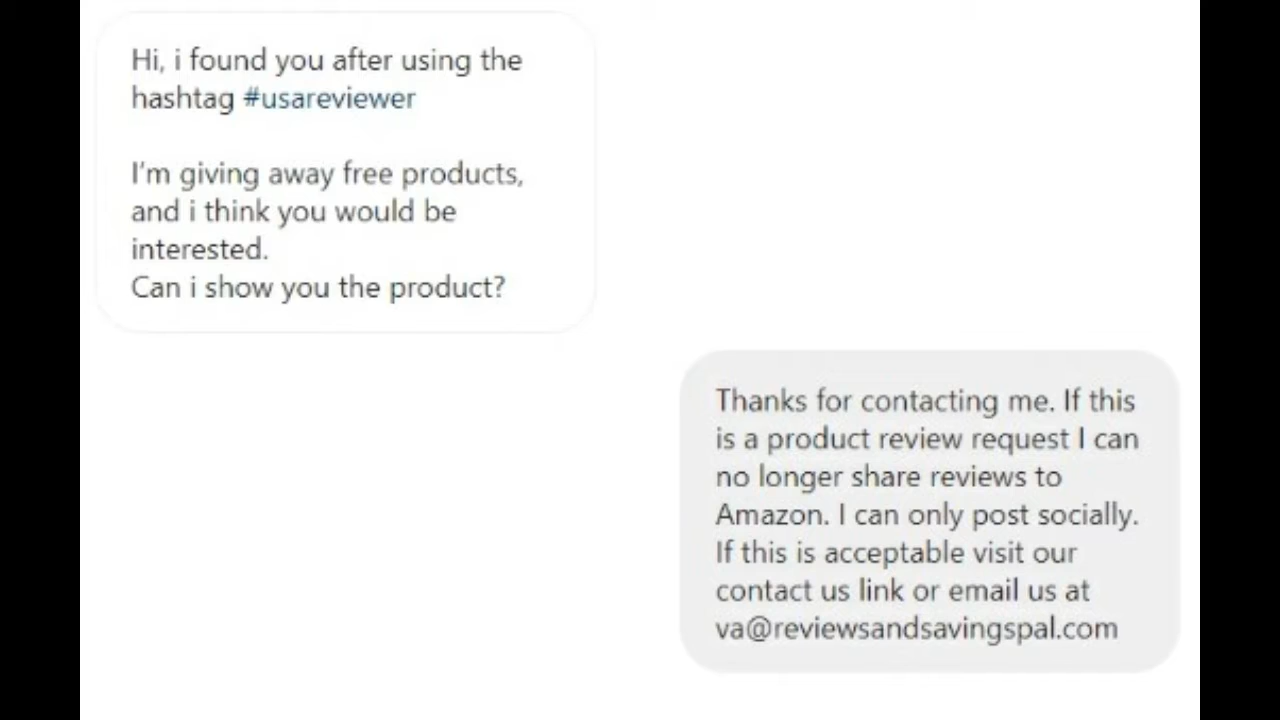 Hi, i found you after using the
hashtag #usareviewer
I'm giving away free products,
and i think you would be
interested.
Can i show you the product?
Thanks for contacting me. If this
is a product review request I can
no longer share reviews to
Amazon. I can only post socially.
If this is acceptable visit our
contact us link or email us at
va@reviewsandsavingspal.com